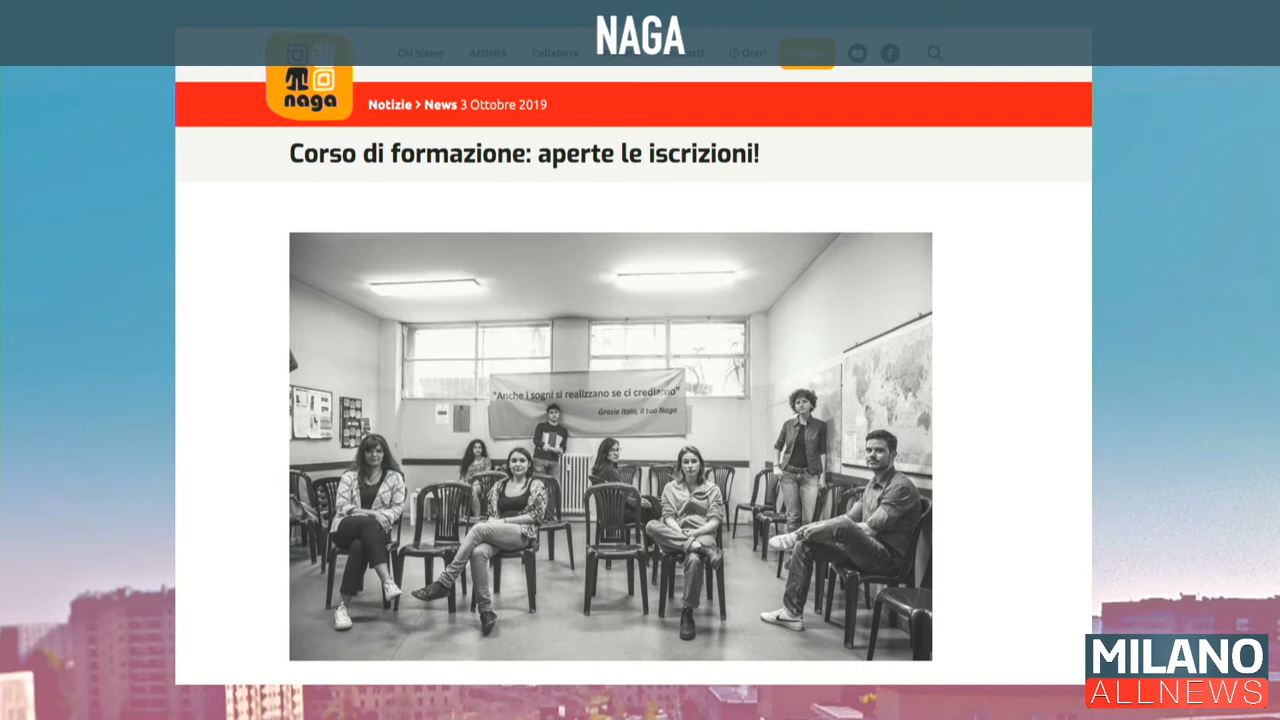 NAGA
Chi Siamo Attività Collabora Orari
naga
Notizie > News 3 Ottobre 2019
Corso di formazione: aperte le iscrizioni!
"Anche i sogni si realizzano se ci crediamo"
Grazie Italo, il tuo Naga
MILANO
ALLNEWS